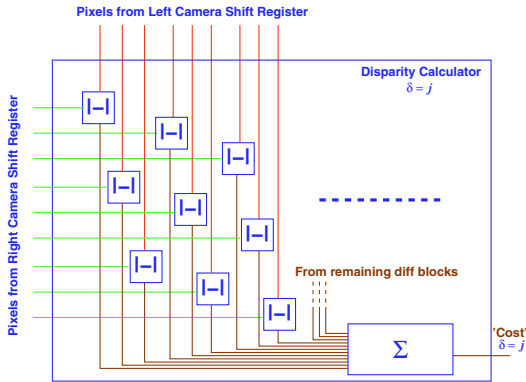 Pixels from Left Camera Shift Register
Disparity Calculator
δ = j
Pixels from Right Camera Shift Register
|–|
|–|
|–|
|–|
|–|
|–|
|–|
|–|
|–|
From remaining diff blocks
Σ
'Cost'
δ = j